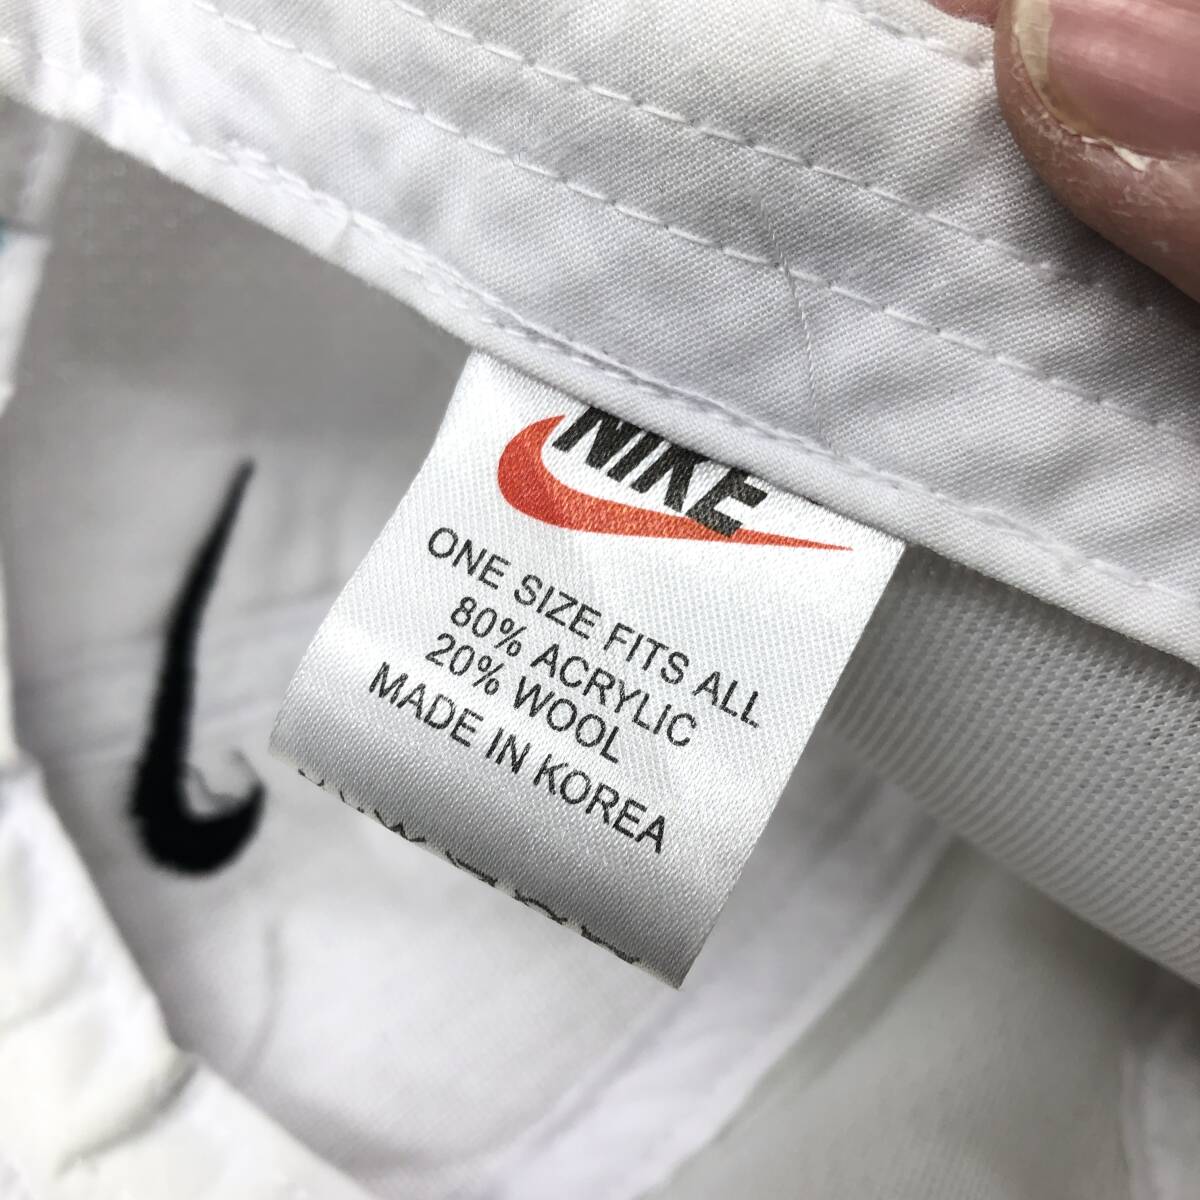 NIKE
ONE SIZE FITS ALL
80% ACRYLIC
20% WOOL
MADE IN KOREA